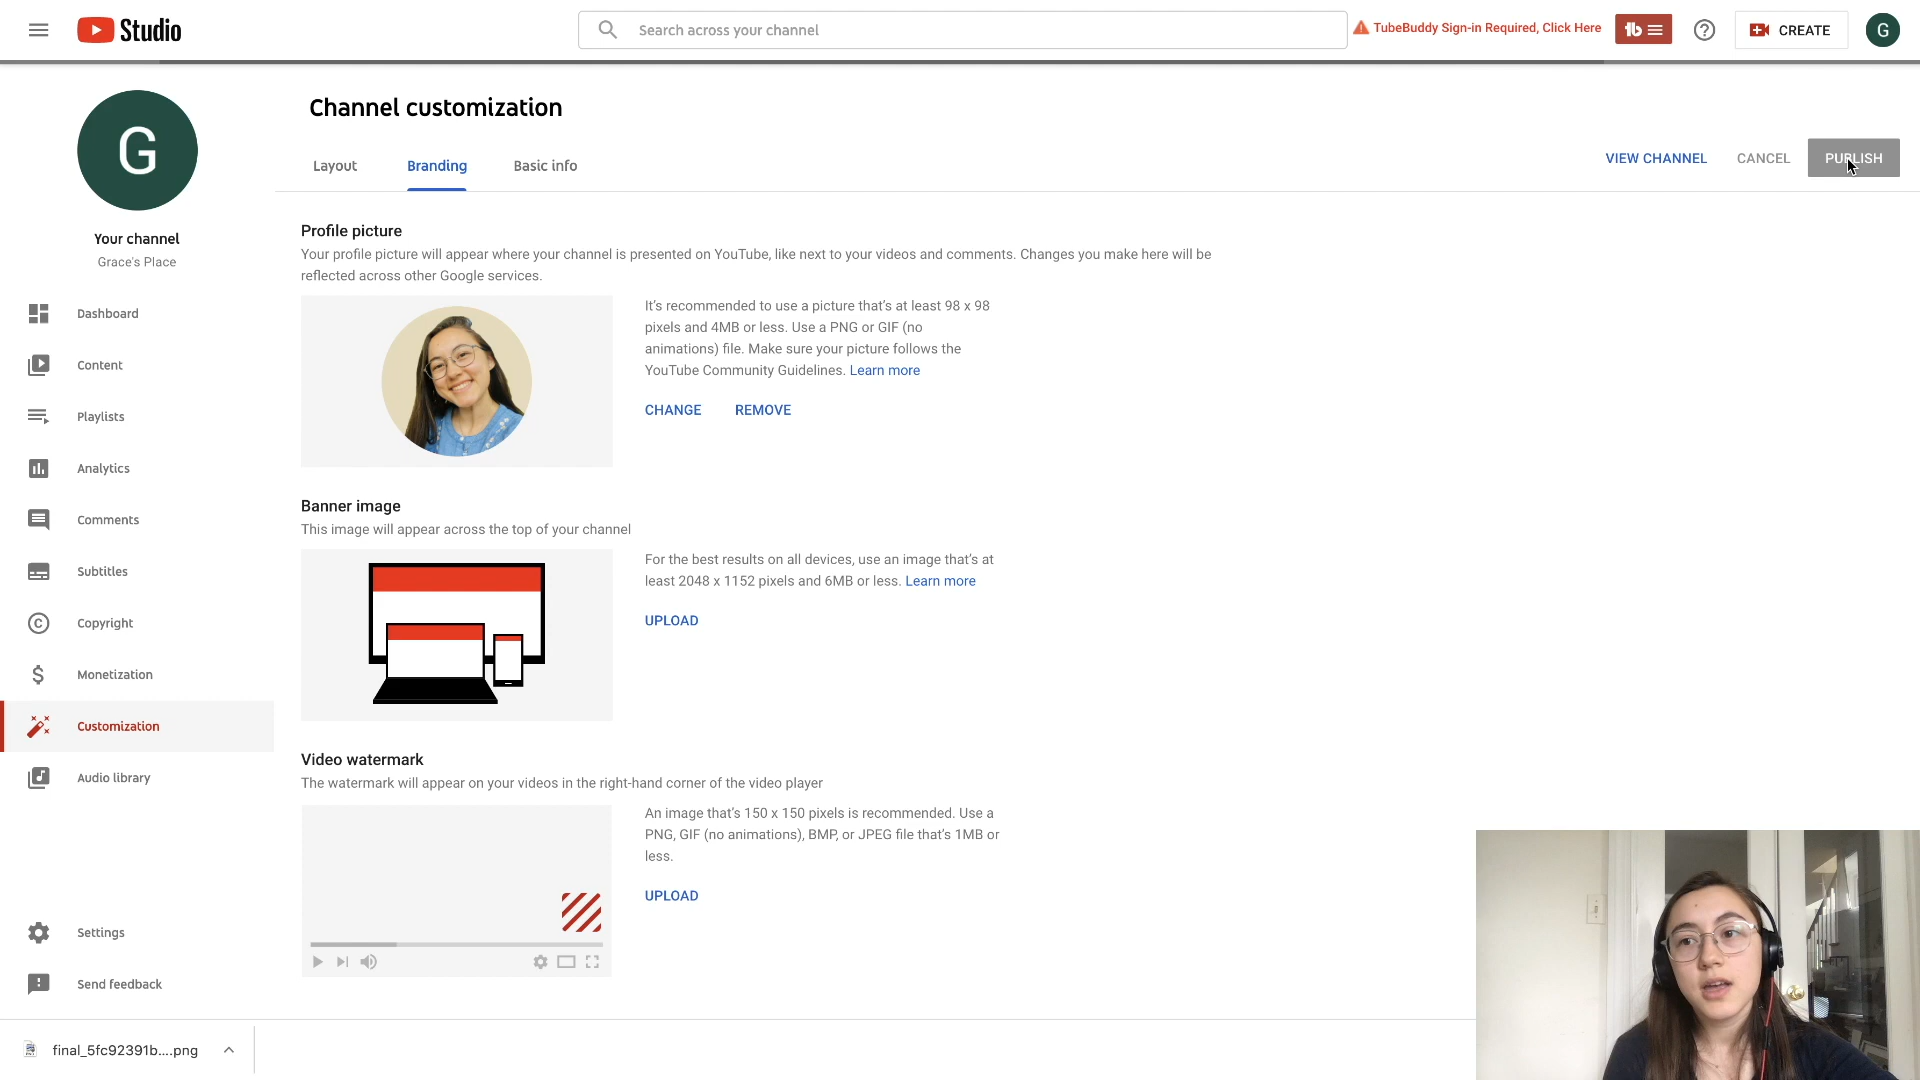 Studio
Search across your channel
TubeBuddy Sign-in Required, Click Here
tb
CREATE
G
G
Your channel
Grace's Place
Dashboard
Content
Playlists
Analytics
Comments
Subtitles
Copyright
Monetization
Customization
Audio library
Settings
Send feedback
Channel customization
Layout
Branding
Basic info
VIEW CHANNEL
CANCEL
PUBLISH
Profile picture
Your profile picture will appear where your channel is presented on YouTube, like next to your videos and comments. Changes you make here will be
reflected across other Google services.
It's recommended to use a picture that's at least 98 x 98
pixels and 4MB or less. Use a PNG or GIF (no
animations) file. Make sure your picture follows the
YouTube Community Guidelines. Learn more
CHANGE
REMOVE
Banner image
This image will appear across the top of your channel
For the best results on all devices, use an image that's at
least 2048 x 1152 pixels and 6MB or less. Learn more
UPLOAD
Video watermark
The watermark will appear on your videos in the right-hand corner of the video player
An image that's 150 x 150 pixels is recommended. Use a
PNG, GIF (no animations), BMP, or JPEG file that's 1MB or
less.
UPLOAD
final_5fc92391b....png